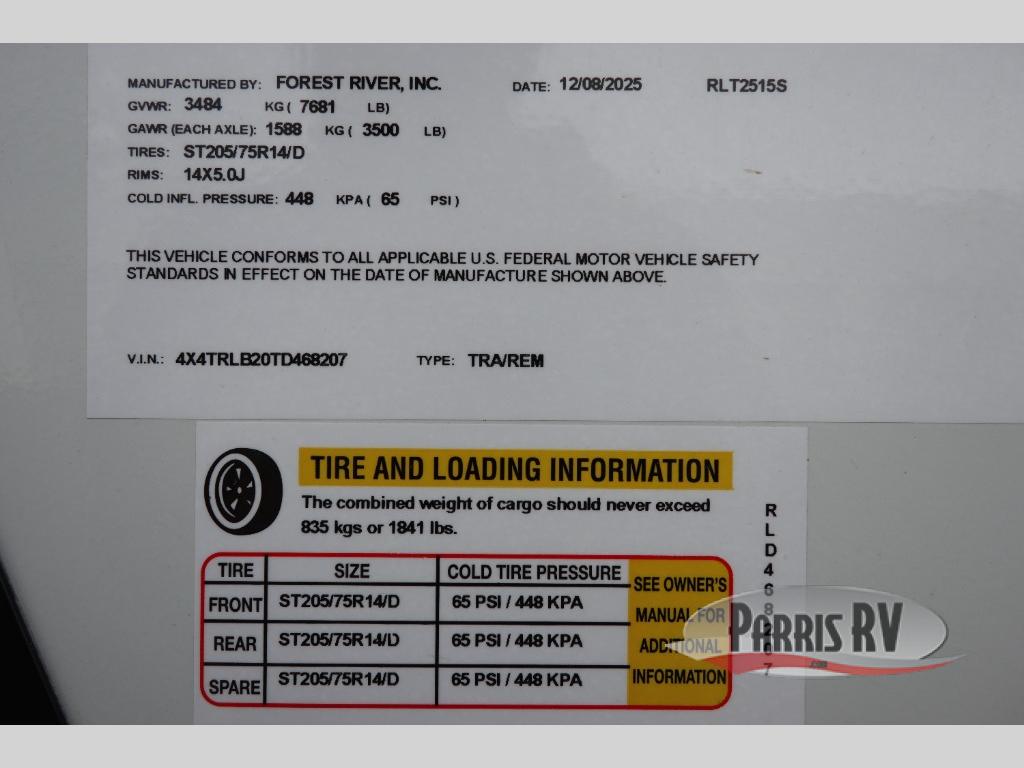 MANUFACTURED BY: FOREST RIVER, INC. DATE: 12/08/2025 RLT2515S
GVWR: 3484 KG ( 7681 LB)
GAWR (EACH AXLE): 1588 KG ( 3500 LB)
TIRES: ST205/75R14/D
RIMS: 14X5.0J
COLD INFL. PRESSURE: 448 KPA ( 65 PSI )
THIS VEHICLE CONFORMS TO ALL APPLICABLE U.S. FEDERAL MOTOR VEHICLE SAFETY
STANDARDS IN EFFECT ON THE DATE OF MANUFACTURE SHOWN ABOVE.
V.I.N.: 4X4TRLB20TD468207 TYPE: TRA/REM
TIRE AND LOADING INFORMATION
The combined weight of cargo should never exceed
835 kgs or 1841 lbs.
TIRE SIZE COLD TIRE PRESSURE
FRONT ST205/75R14/D 65 PSI / 448 KPA
REAR ST205/75R14/D 65 PSI / 448 KPA
SPARE ST205/75R14/D 65 PSI / 448 KPA
SEE OWNER'S
MANUAL FOR
ADDITIONAL
INFORMATION
RLD468207
PARRIS RV
.com